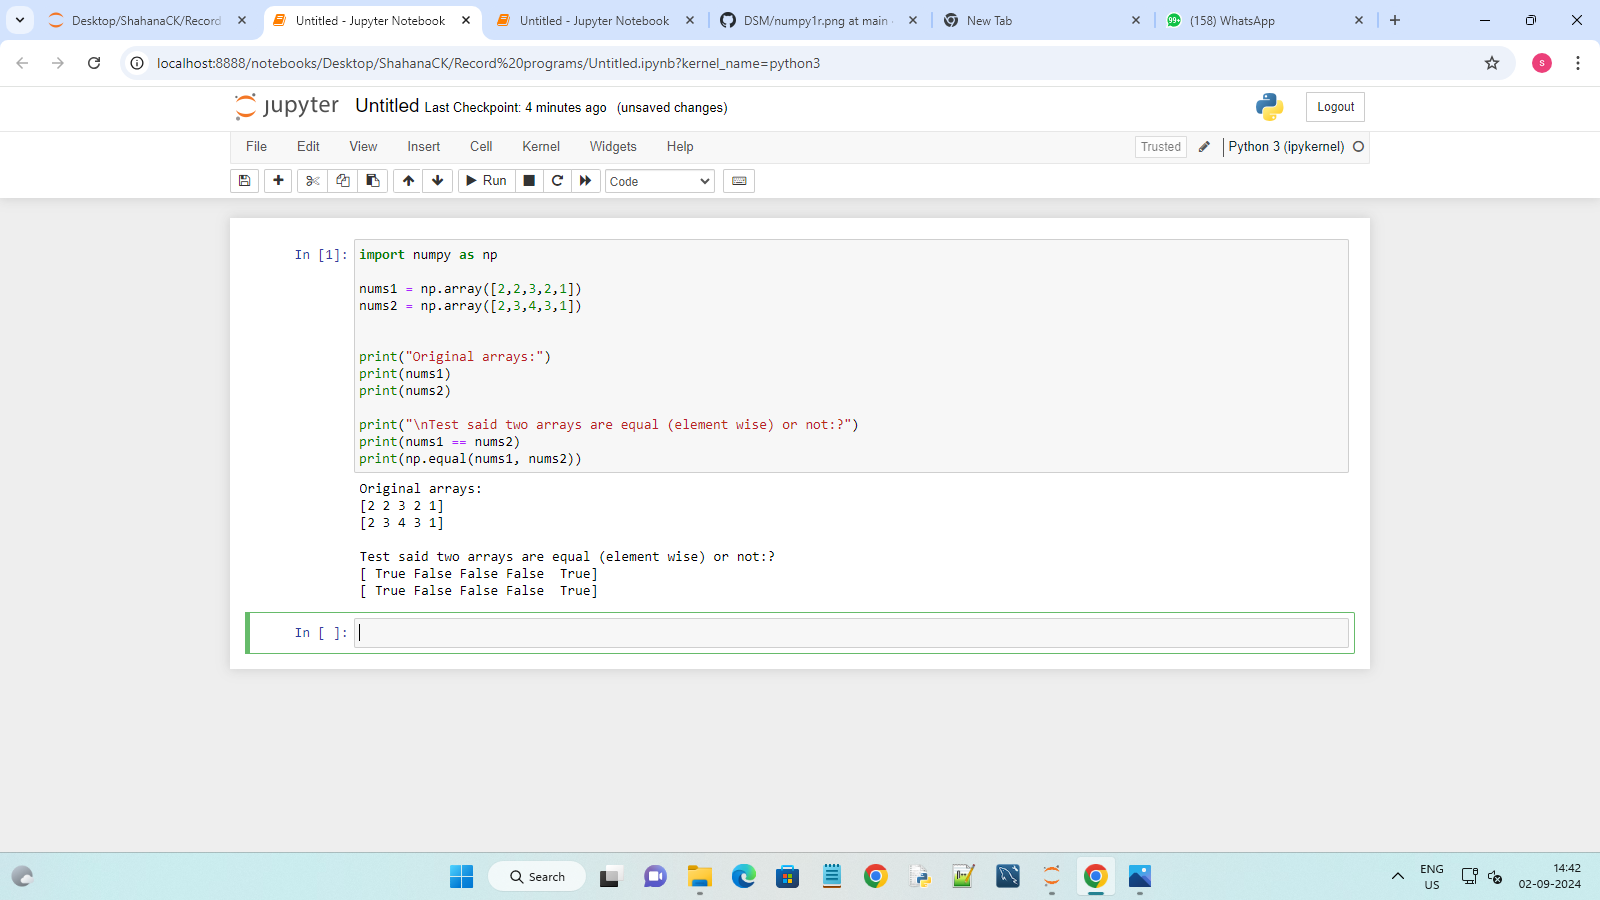 Desktop/ShahanaCK/Record
Untitled - Jupyter Notebook
Untitled - Jupyter Notebook
DSM/numpy1r.png at main
New Tab
99+
(158) WhatsApp
localhost:8888/notebooks/Desktop/ShahanaCK/Record%20programs/Untitled.ipynb?kernel_name=python3
s
jupyter Untitled Last Checkpoint: 4 minutes ago (unsaved changes)
Logout
File Edit View Insert Cell Kernel Widgets Help
Trusted
Python 3 (ipykernel)
Run
Code
In [1]:
import numpy as np
nums1 = np.array([2,2,3,2,1])
nums2 = np.array([2,3,4,3,1])
print("Original arrays:")
print(nums1)
print(nums2)
print("\nTest said two arrays are equal (element wise) or not:?")
print(nums1 == nums2)
print(np.equal(nums1, nums2))
Original arrays:
[2 2 3 2 1]
[2 3 4 3 1]
Test said two arrays are equal (element wise) or not:?
[ True False False False  True]
[ True False False False  True]
In [ ]:
Search
ENG
US
14:42
02-09-2024